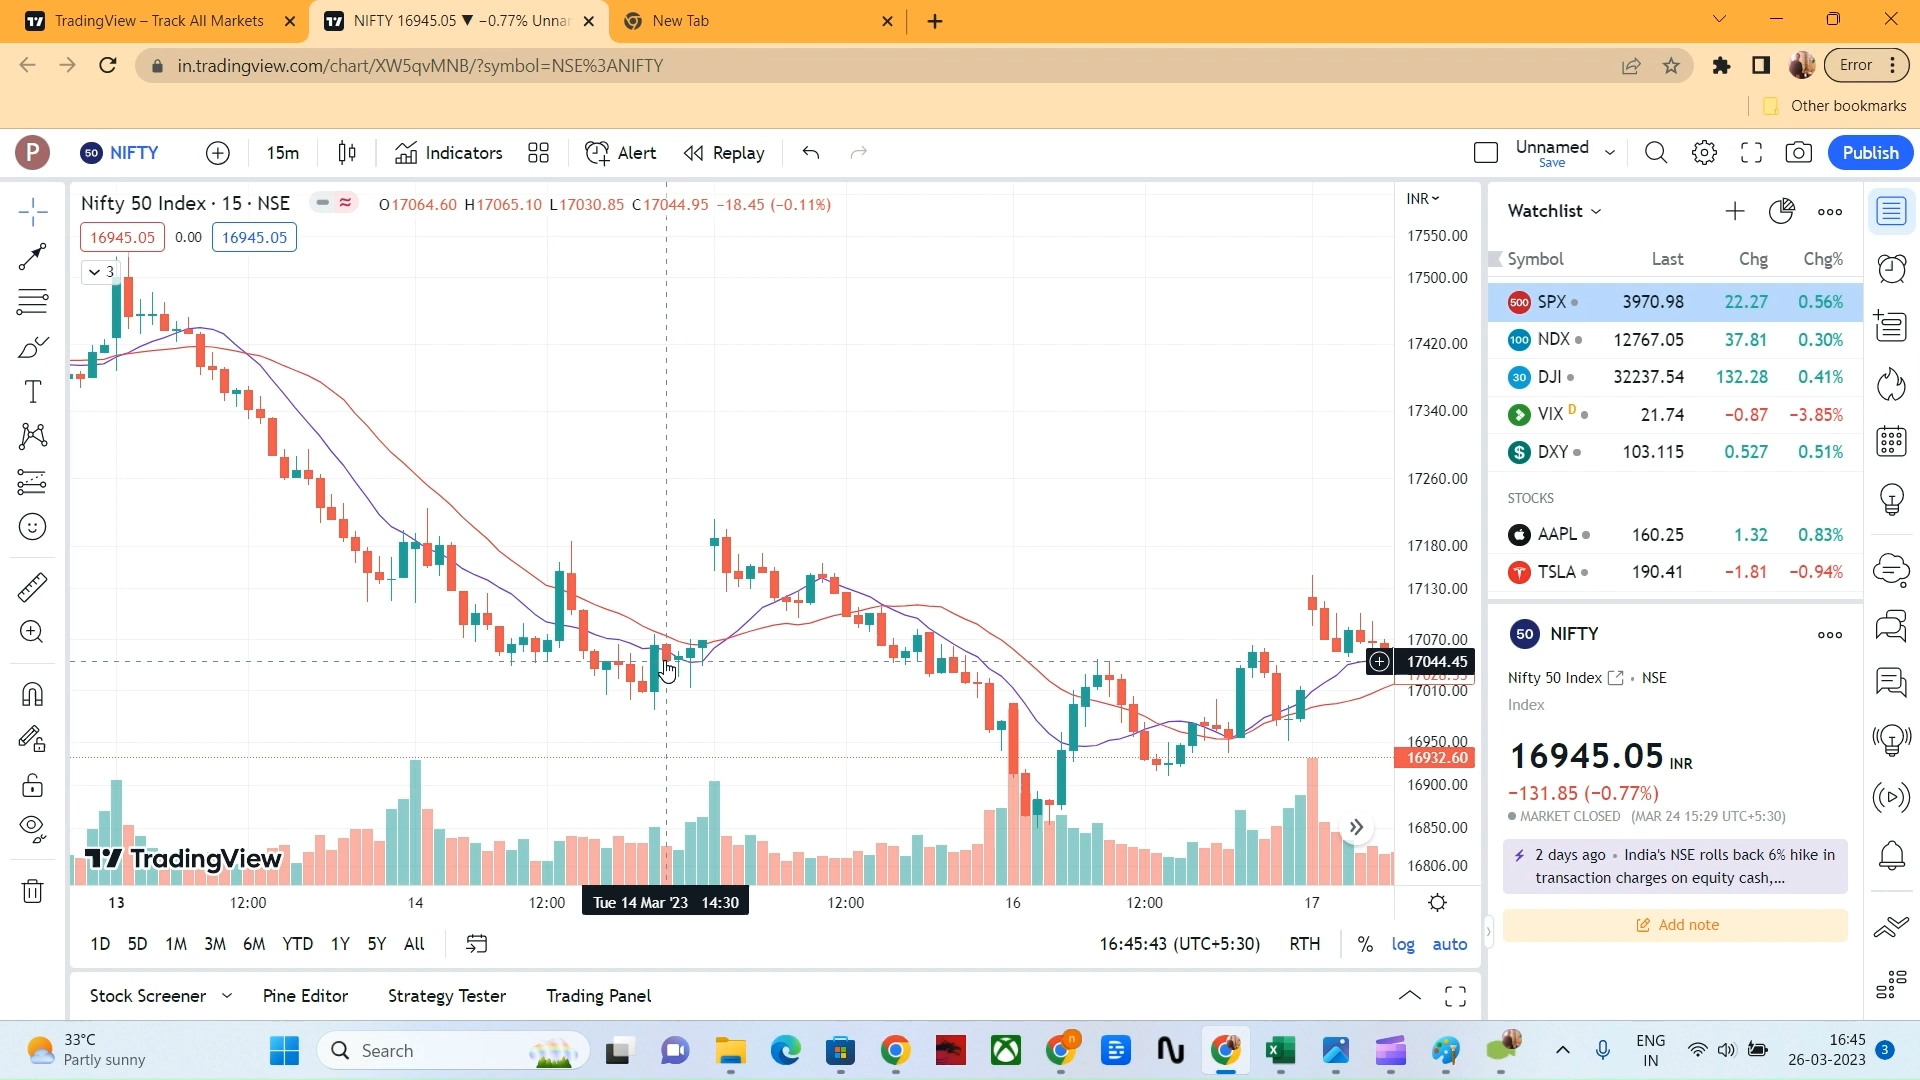 TradingView – Track All Markets
NIFTY 16945.05 ▼ −0.77% Unnar
New Tab
in.tradingview.com/chart/XW5qvMNB/?symbol=NSE%3ANIFTY
Error
Other bookmarks
P
50 NIFTY
15m
Indicators
Alert
Replay
Unnamed
Save
Publish
Nifty 50 Index · 15 · NSE
O17064.60 H17065.10 L17030.85 C17044.95 −18.45 (−0.11%)
16945.05 0.00 16945.05
3
INR
17550.00
17500.00
17420.00
17340.00
17260.00
17180.00
17130.00
17070.00
17044.45
17010.00
16950.00
16932.60
16900.00
16850.00
16806.00
TradingView
13 12:00 14 12:00 Tue 14 Mar '23 14:30 12:00 16 12:00 17
1D 5D 1M 3M 6M YTD 1Y 5Y All
16:45:43 (UTC+5:30) RTH % log auto
Stock Screener Pine Editor Strategy Tester Trading Panel
Watchlist
Symbol Last Chg Chg%
500 SPX 3970.98 22.27 0.56%
100 NDX 12767.05 37.81 0.30%
30 DJI 32237.54 132.28 0.41%
VIX D 21.74 −0.87 −3.85%
$ DXY 103.115 0.527 0.51%
STOCKS
AAPL 160.25 1.32 0.83%
TSLA 190.41 −1.81 −0.94%
50 NIFTY
Nifty 50 Index · NSE
Index
16945.05 INR
−131.85 (−0.77%)
MARKET CLOSED (MAR 24 15:29 UTC+5:30)
2 days ago · India's NSE rolls back 6% hike in
transaction charges on equity cash,...
Add note
33°C
Partly sunny
Search
n
ENG
IN
16:45
26-03-2023
3